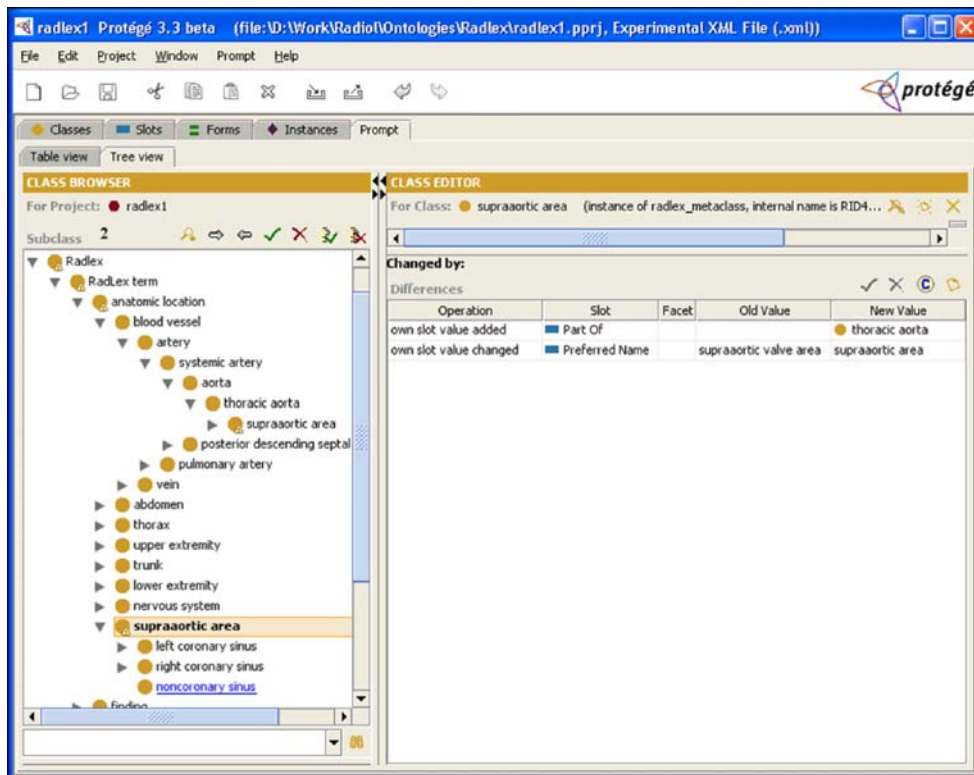 radlex1 Protégé 3.3 beta (file:\D:\Work\Radiol\Ontologies\Radlex\radlex1.pprj, Experimental XML File (.xml))
File Edit Project Window Prompt Help
protégé
Classes Slots Forms Instances Prompt
Table view Tree view
CLASS BROWSER
For Project: radlex1
Subclass 2
Radlex
RadLex term
anatomic location
blood vessel
artery
systemic artery
aorta
thoracic aorta
supraaortic area
posterior descending septal
pulmonary artery
vein
abdomen
thorax
upper extremity
trunk
lower extremity
nervous system
supraaortic area
left coronary sinus
right coronary sinus
noncoronary sinus
finding
CLASS EDITOR
For Class: supraaortic area (instance of radlex_metaclass, internal name is RID4...
Changed by:
Differences
C
Operation Slot Facet Old Value New Value
own slot value added Part Of thoracic aorta
own slot value changed Preferred Name supraaortic valve area supraaortic area